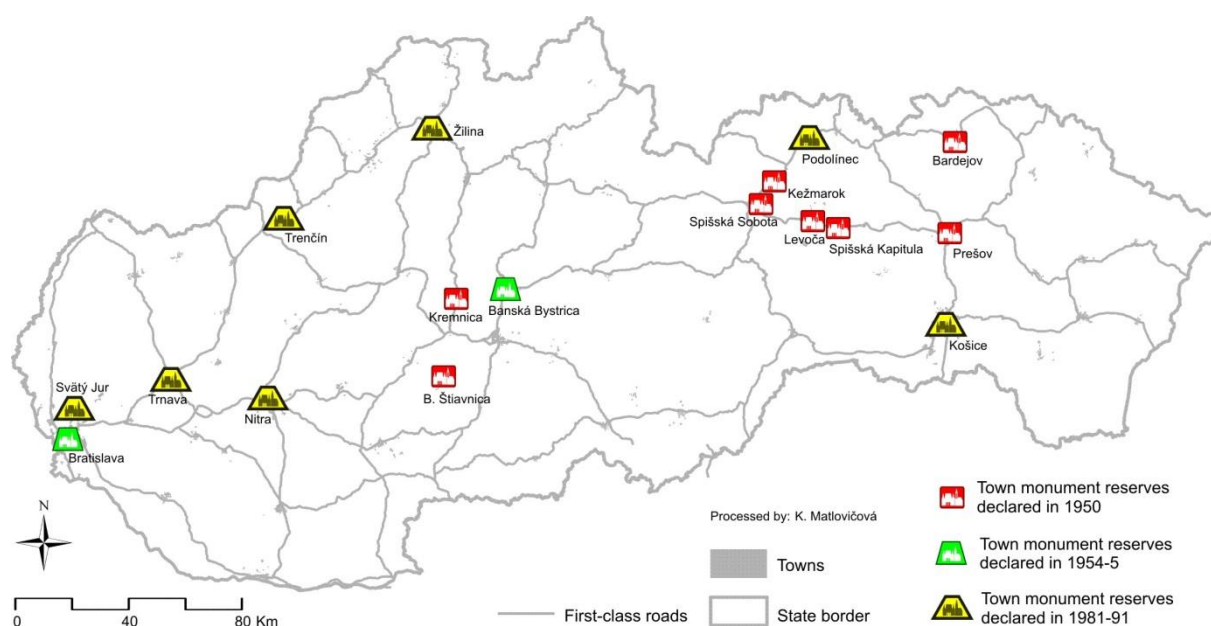 Žilina
Podolínec
Bardejov
Kežmarok
Spišská Sobota
Levoča
Spišská Kapitula
Prešov
Trenčín
Kremnica
Banská Bystrica
Košice
Svätý Jur
Trnava
Nitra
B. Štiavnica
Bratislava
N
0 40 80 Km
Processed by: K. Matlovičová
First-class roads
Towns
State border
Town monument reserves
declared in 1950
Town monument reserves
declared in 1954-5
Town monument reserves
declared in 1981-91